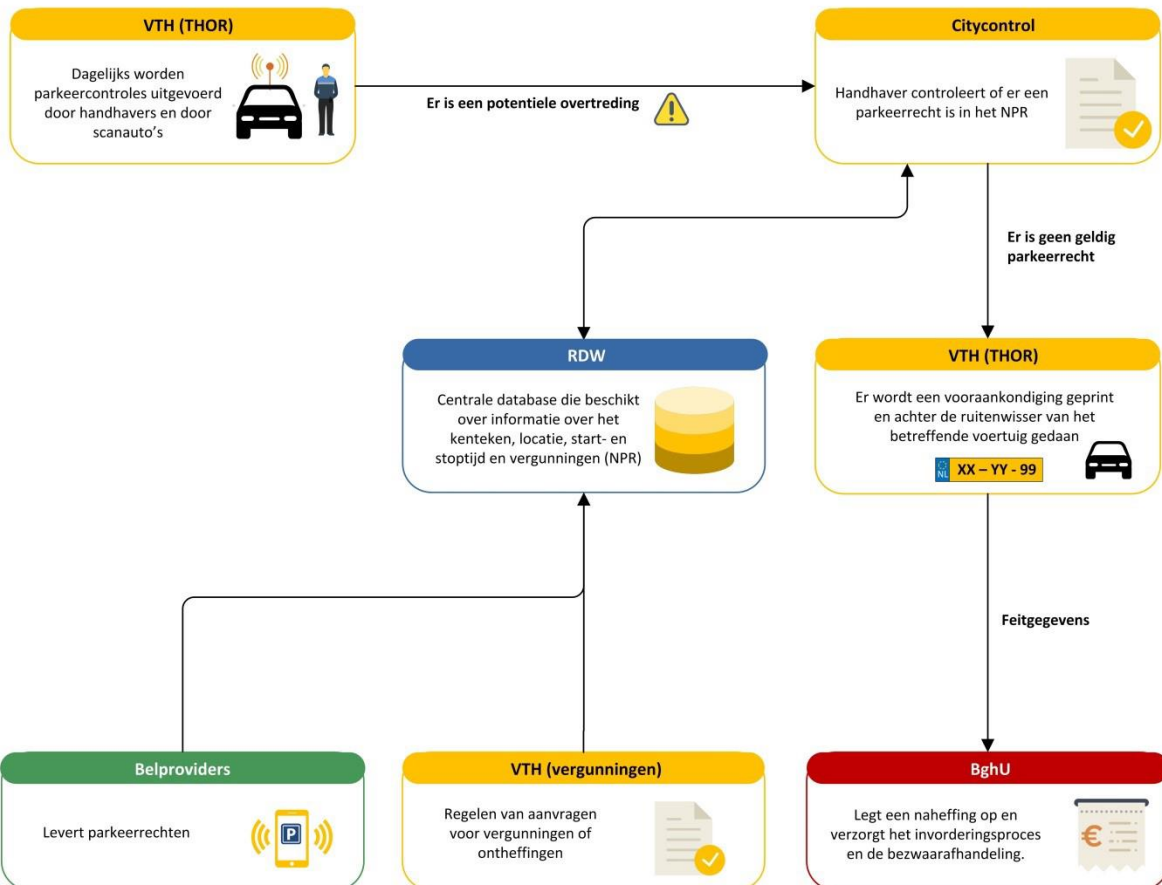 VTH (THOR)
Dagelijks worden
parkeercontroles uitgevoerd
door handhavers en door
scanauto's
Er is een potentiele overtreding
Citycontrol
Handhaver controleert of er een
parkeerrecht is in het NPR
Er is geen geldig
parkeerrecht
RDW
Centrale database die beschikt
over informatie over het
kenteken, locatie, start- en
stoptijd en vergunningen (NPR)
VTH (THOR)
Er wordt een vooraankondiging geprint
en achter de ruitenwisser van het
betreffende voertuig gedaan
NL XX – YY - 99
Feitgegevens
Belproviders
Levert parkeerrechten
P
VTH (vergunningen)
Regelen van aanvragen
voor vergunningen of
ontheffingen
BghU
Legt een naheffing op en
verzorgt het invorderingsproces
en de bezwaarafhandeling.
€